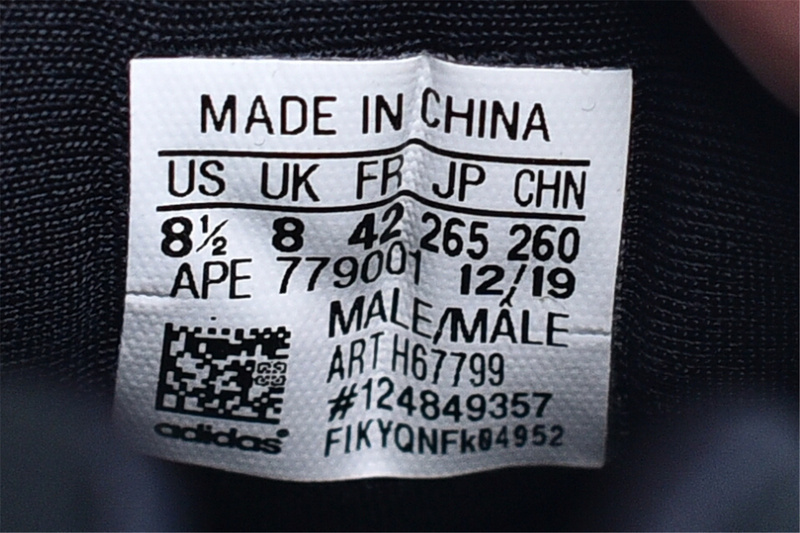 MADE IN CHINA
US UK FR JP CHN
8½ 8 42 265 260
APE 779001 12/19
MALE/MÂLE
ART H67799
#124849357
FIKYQNFk04952
adidas